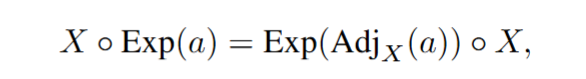 X ∘ Exp(a) = Exp(Adj_X(a)) ∘ X,